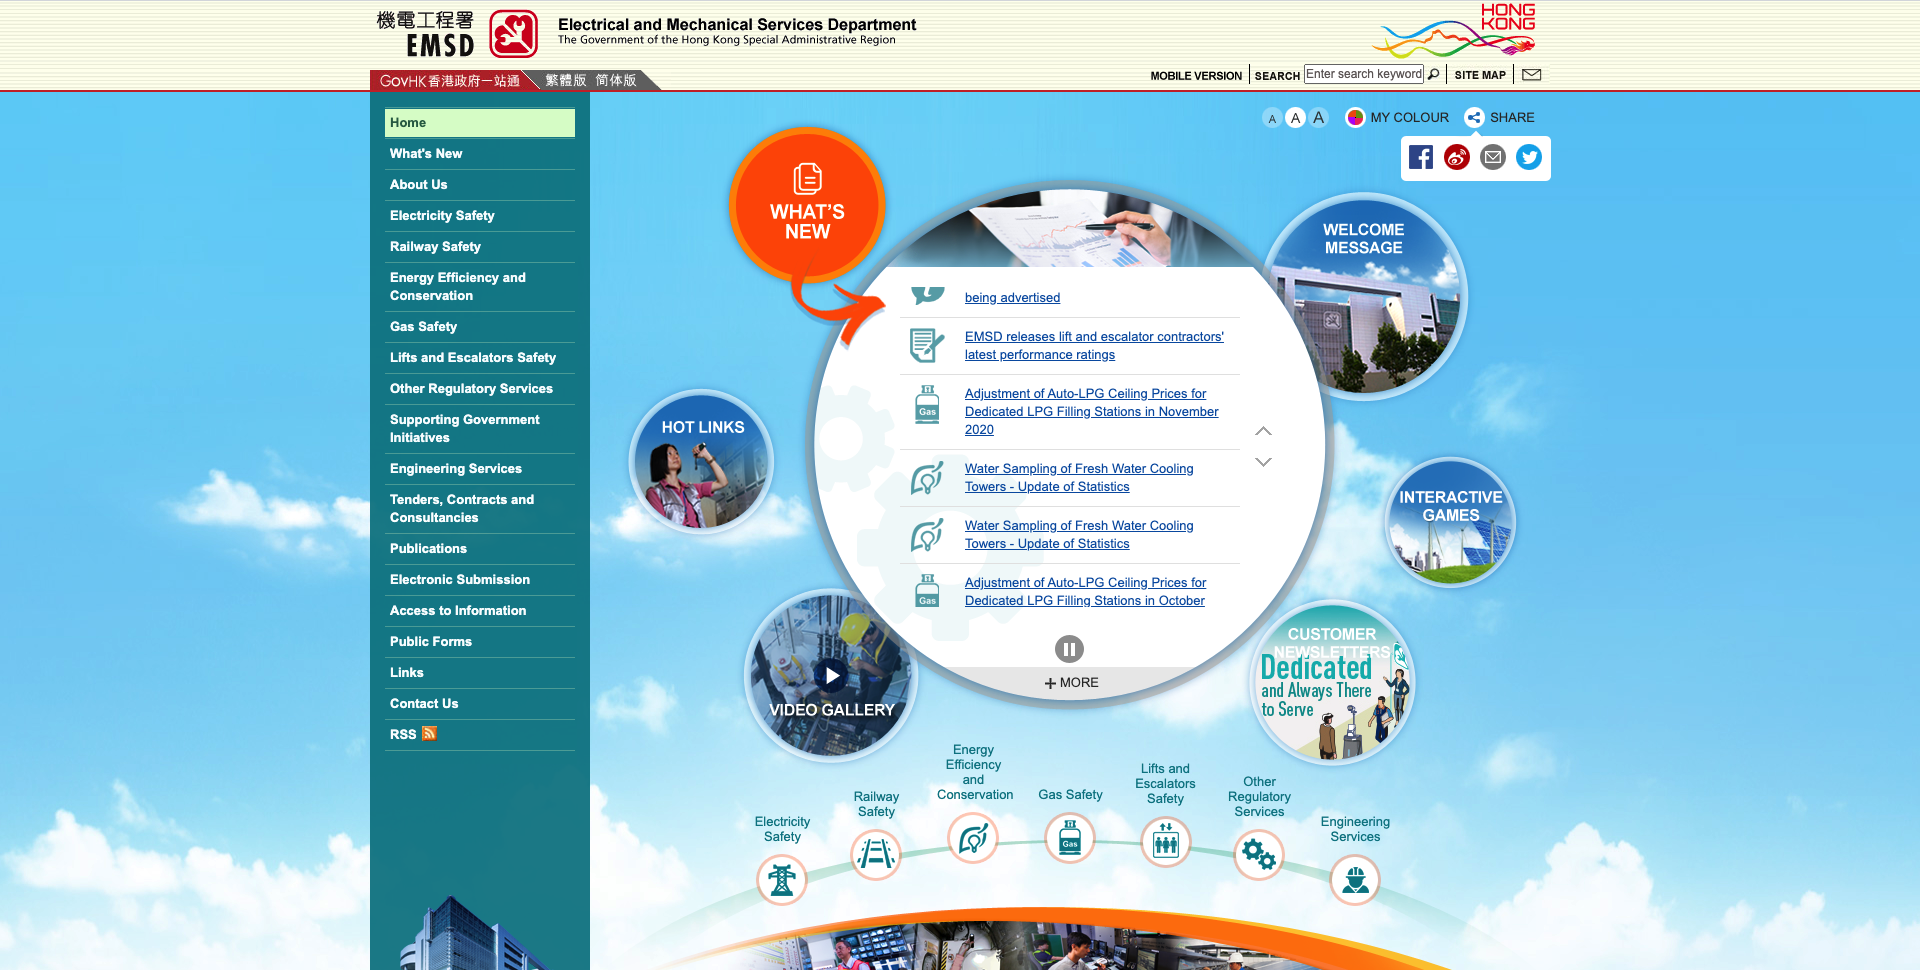 機電工程署
EMSD
Electrical and Mechanical Services Department
The Government of the Hong Kong Special Administrative Region
HONG
KONG
GovHK香港政府一站通
繁體版 简体版
MOBILE VERSION
SEARCH
Enter search keyword
SITE MAP
Home
What's New
About Us
Electricity Safety
Railway Safety
Energy Efficiency and
Conservation
Gas Safety
Lifts and Escalators Safety
Other Regulatory Services
Supporting Government
Initiatives
Engineering Services
Tenders, Contracts and
Consultancies
Publications
Electronic Submission
Access to Information
Public Forms
Links
Contact Us
RSS
A A A
MY COLOUR
SHARE
WHAT'S
NEW
being advertised
EMSD releases lift and escalator contractors'
latest performance ratings
Gas
Adjustment of Auto-LPG Ceiling Prices for
Dedicated LPG Filling Stations in November
2020
Water Sampling of Fresh Water Cooling
Towers - Update of Statistics
Water Sampling of Fresh Water Cooling
Towers - Update of Statistics
Gas
Adjustment of Auto-LPG Ceiling Prices for
Dedicated LPG Filling Stations in October
MORE
WELCOME
MESSAGE
HOT LINKS
INTERACTIVE
GAMES
VIDEO GALLERY
CUSTOMER
NEWSLETTERS
Dedicated
and Always There
to Serve
Electricity
Safety
Railway
Safety
Energy
Efficiency
and
Conservation
Gas Safety
Gas
Lifts and
Escalators
Safety
Other
Regulatory
Services
Engineering
Services